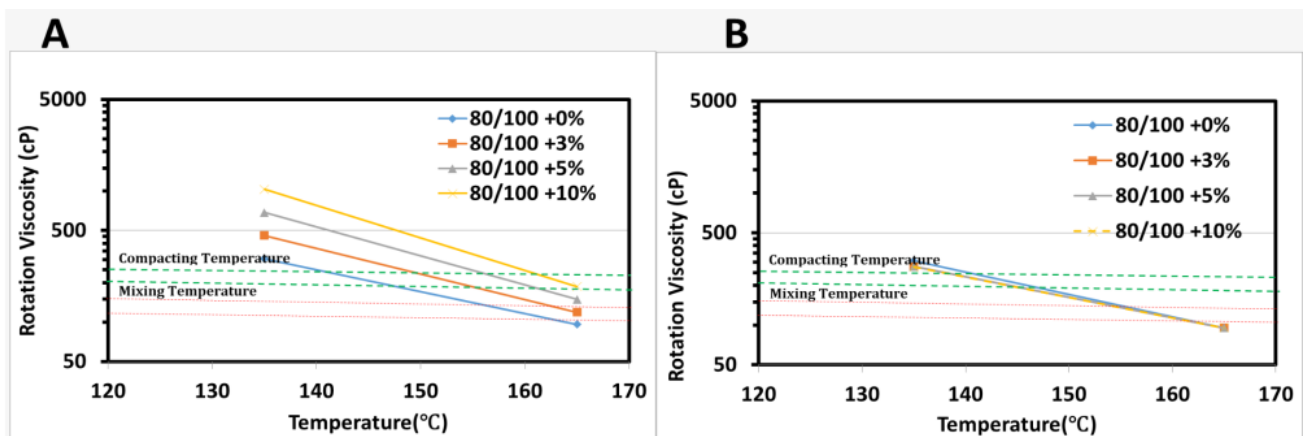 A
Rotation Viscosity (cP)
5000
500
50
80/100 +0%
80/100 +3%
80/100 +5%
80/100 +10%
Compacting Temperature
Mixing Temperature
120 130 140 150 160 170
Temperature(℃)
B
Rotation Viscosity (cP)
5000
500
50
80/100 +0%
80/100 +3%
80/100 +5%
80/100 +10%
Compacting Temperature
Mixing Temperature
120 130 140 150 160 170
Temperature(℃)